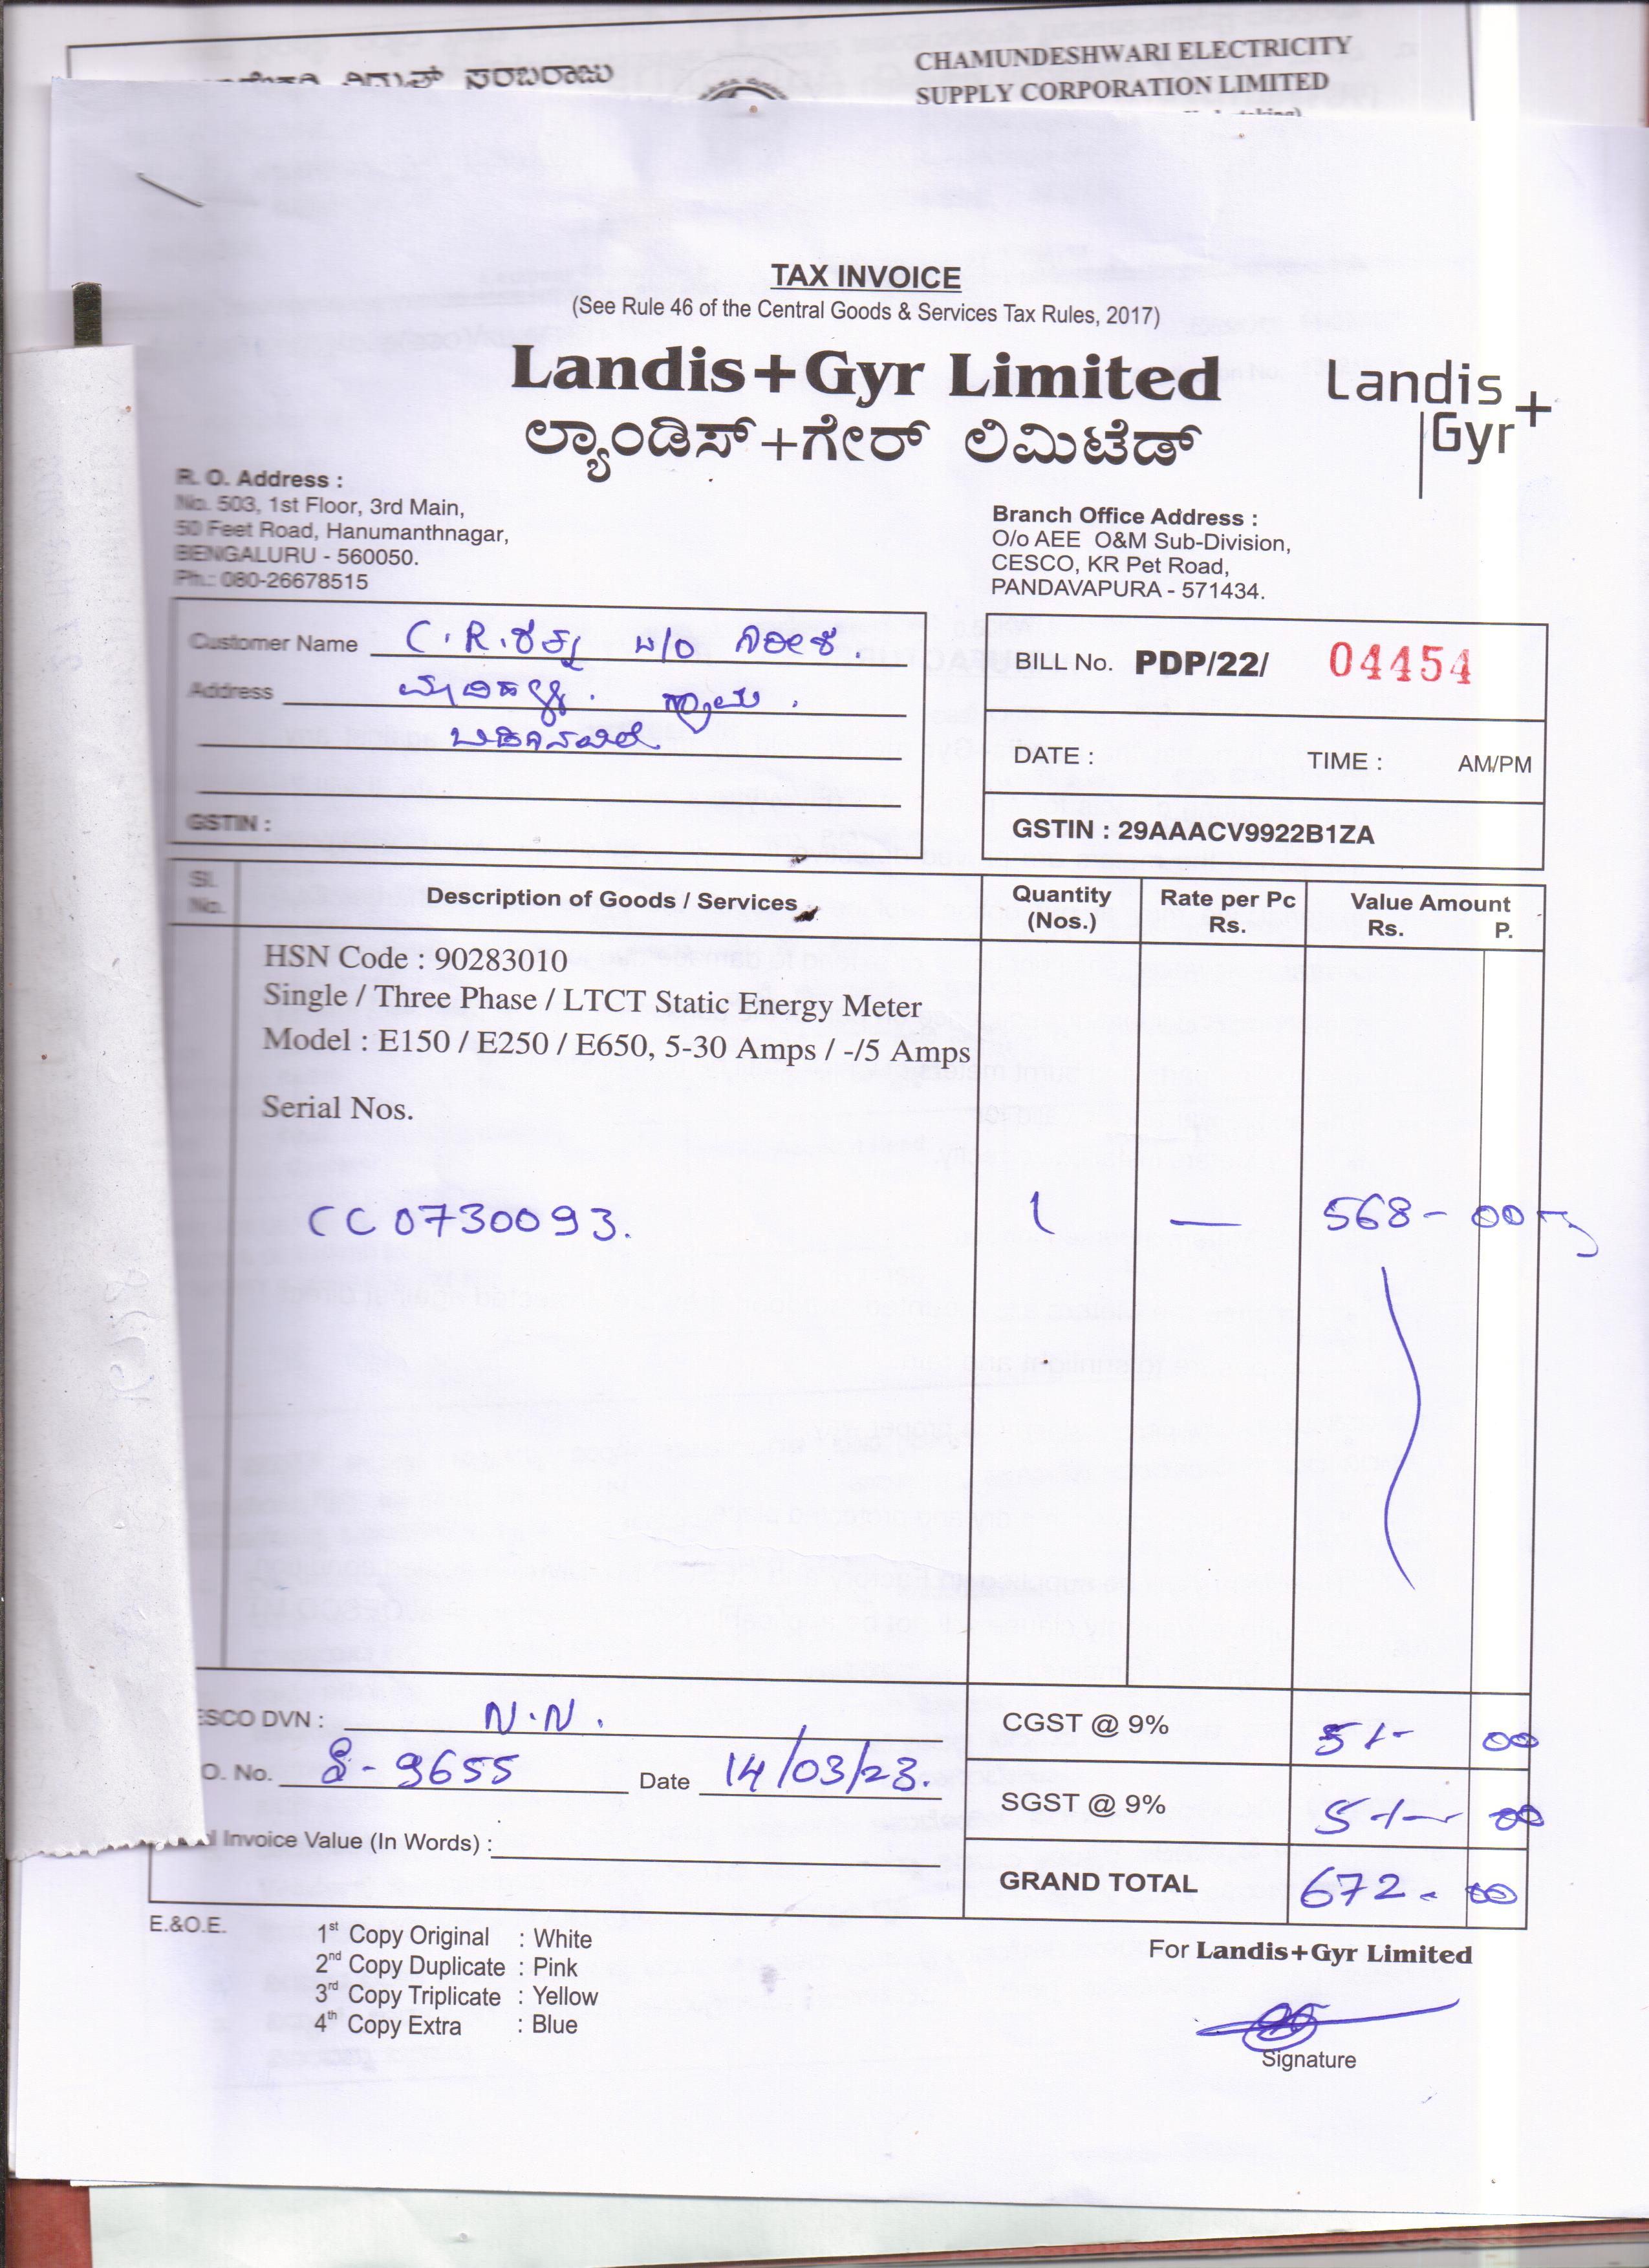 CHAMUNDESHWARI ELECTRICITY
SUPPLY CORPORATION LIMITED
TAX INVOICE
(See Rule 46 of the Central Goods & Services Tax Rules, 2017)
Landis+Gyr Limited
Landis+
Gyr
ಲ್ಯಾಂಡಿಸ್+ಗೇರ್ ಲಿಮಿಟೆಡ್
R. O. Address :
No. 503, 1st Floor, 3rd Main,
50 Feet Road, Hanumanthnagar,
BENGALURU - 560050.
Ph.: 080-26678515
Branch Office Address :
O/o AEE O&M Sub-Division,
CESCO, KR Pet Road,
PANDAVAPURA - 571434.
Customer Name C.R. W/O
Address
GSTIN :
BILL No. PDP/22/ 04454
DATE : TIME : AM/PM
GSTIN : 29AAACV9922B1ZA
Sl. No. Description of Goods / Services Quantity (Nos.) Rate per Pc Rs. Value Amount Rs. P.
HSN Code : 90283010
Single / Three Phase / LTCT Static Energy Meter
Model : E150 / E250 / E650, 5-30 Amps / -/5 Amps
Serial Nos.
CC0730093. 1 — 568 - 00
ESCO DVN : N.N.
CGST @ 9% 51 - 00
O. No. - 9655 Date 14/03/23.
SGST @ 9% 51 - 00
Invoice Value (In Words) :
GRAND TOTAL 672 - 00
E.&O.E.
1st Copy Original : White
2nd Copy Duplicate : Pink
3rd Copy Triplicate : Yellow
4th Copy Extra : Blue
For Landis+Gyr Limited
Signature